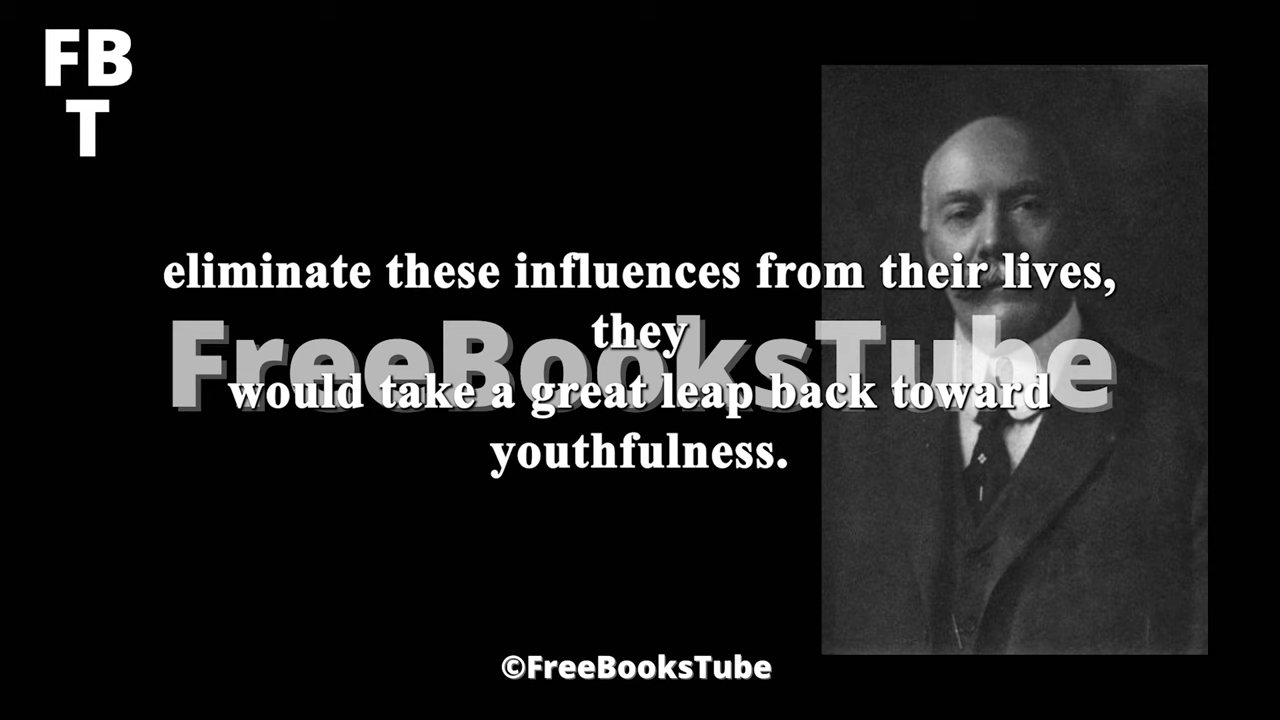 FB
T
eliminate these influences from their lives,
they
FreeBooksTube
would take a great leap back toward
youthfulness.
©FreeBooksTube